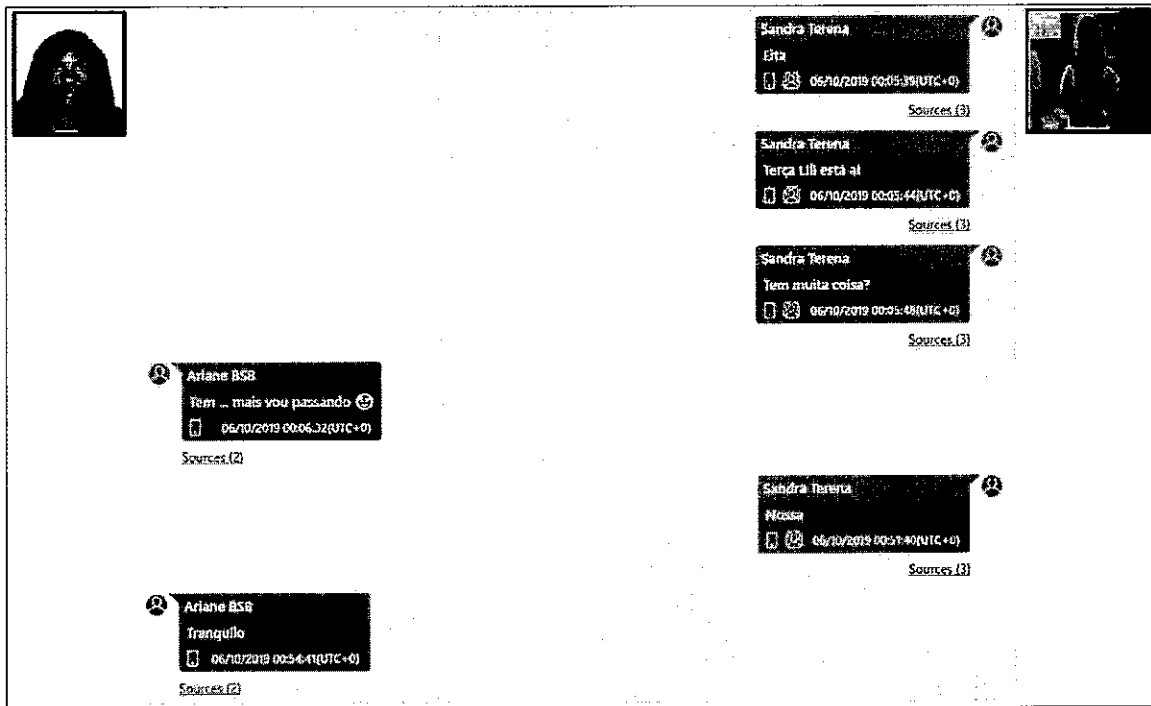 Sandra Terena
Eita
06/10/2019 00:05:39(UTC+0)
Sources (3)
Sandra Terena
Terça Lili está aí
06/10/2019 00:05:44(UTC+0)
Sources (3)
Sandra Terena
Tem muita coisa?
06/10/2019 00:05:48(UTC+0)
Sources (3)
Ariane BSB
Tem ... mais vou passando
06/10/2019 00:06:32(UTC+0)
Sources (2)
Sandra Terena
Nossa
06/10/2019 00:51:40(UTC+0)
Sources (3)
Ariane BSB
Tranquilo
06/10/2019 00:54:41(UTC+0)
Sources (2)